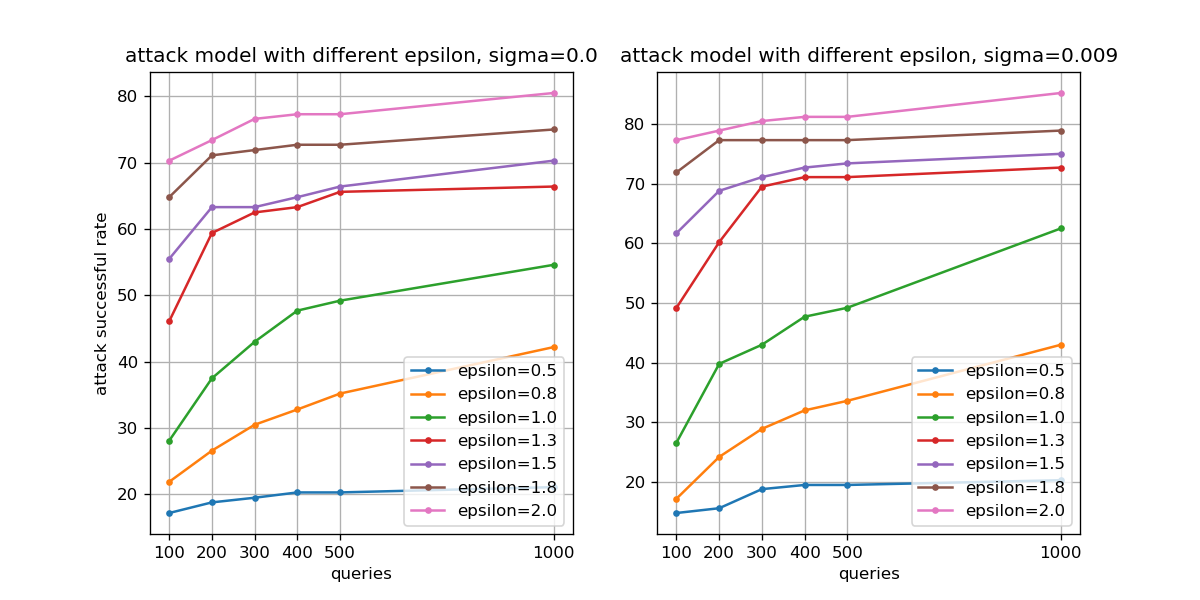 attack model with different epsilon, sigma=0.0
attack successful rate
80
70
60
50
40
30
20
100 200 300 400 500 1000
queries
epsilon=0.5
epsilon=0.8
epsilon=1.0
epsilon=1.3
epsilon=1.5
epsilon=1.8
epsilon=2.0
attack model with different epsilon, sigma=0.009
80
70
60
50
40
30
20
100 200 300 400 500 1000
queries
epsilon=0.5
epsilon=0.8
epsilon=1.0
epsilon=1.3
epsilon=1.5
epsilon=1.8
epsilon=2.0